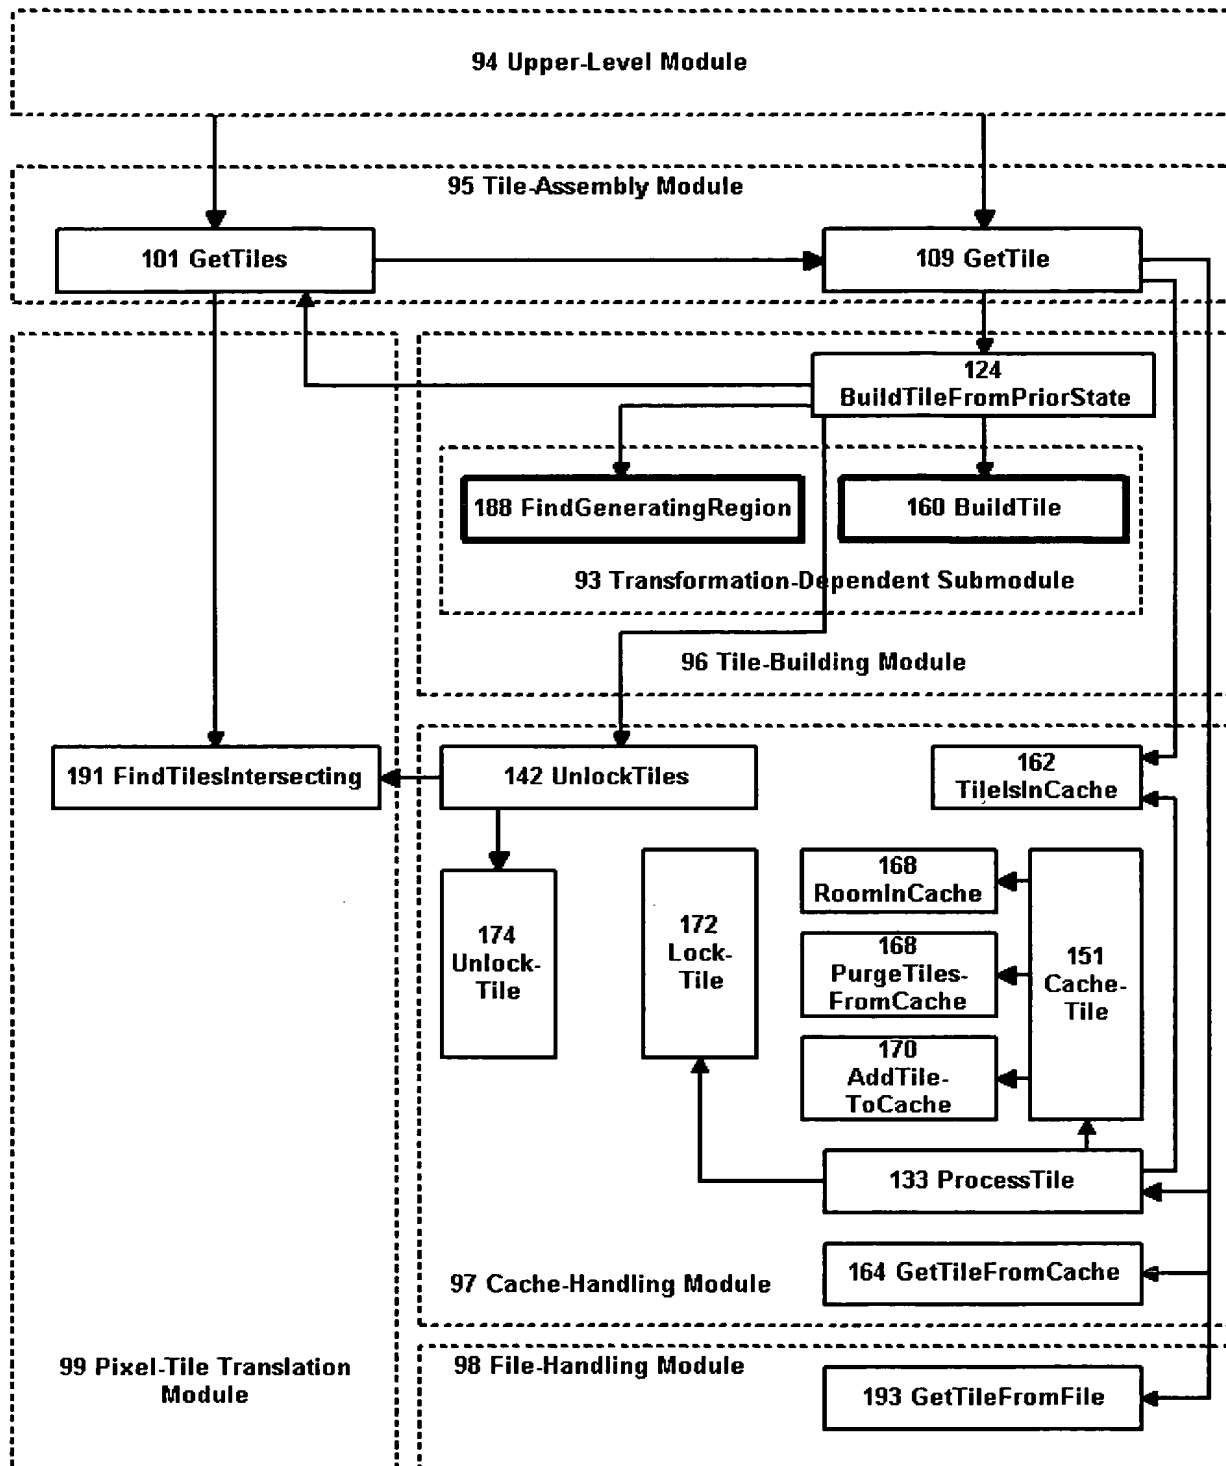 94 Upper-Level Module
95 Tile-Assembly Module
101 GetTiles
109 GetTile
124
BuildTileFromPriorState
188 FindGeneratingRegion
160 BuildTile
93 Transformation-Dependent Submodule
96 Tile-Building Module
191 FindTilesIntersecting
142 UnlockTiles
162
TileIsInCache
168
RoomInCache
174
Unlock-
Tile
172
Lock-
Tile
168
PurgeTiles-
FromCache
151
Cache-
Tile
170
AddTile-
ToCache
133 ProcessTile
164 GetTileFromCache
97 Cache-Handling Module
99 Pixel-Tile Translation
Module
98 File-Handling Module
193 GetTileFromFile